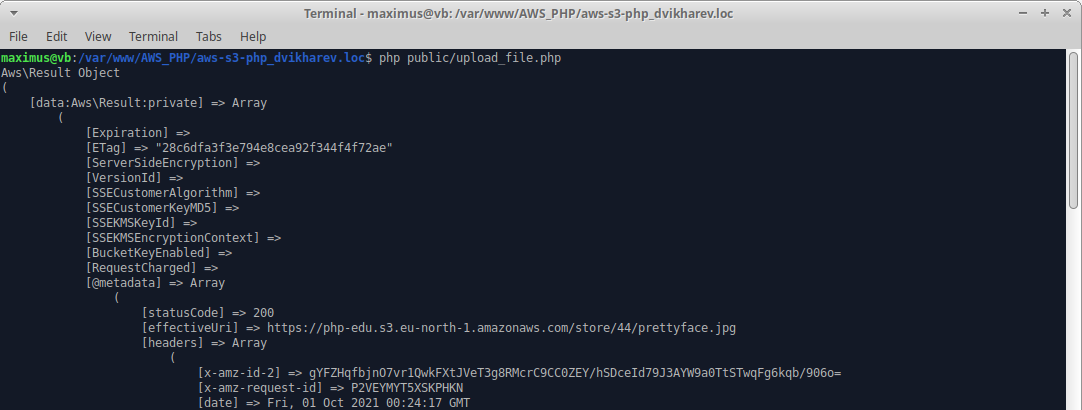 Terminal - maximus@vb: /var/www/AWS_PHP/aws-s3-php_dvikharev.loc
File Edit View Terminal Tabs Help
maximus@vb:/var/www/AWS_PHP/aws-s3-php_dvikharev.loc$ php public/upload_file.php
Aws\Result Object
(
    [data:Aws\Result:private] => Array
        (
            [Expiration] =>
            [ETag] => "28c6dfa3f3e794e8cea92f344f4f72ae"
            [ServerSideEncryption] =>
            [VersionId] =>
            [SSECustomerAlgorithm] =>
            [SSECustomerKeyMD5] =>
            [SSEKMSKeyId] =>
            [SSEKMSEncryptionContext] =>
            [BucketKeyEnabled] =>
            [RequestCharged] =>
            [@metadata] => Array
                (
                    [statusCode] => 200
                    [effectiveUri] => https://php-edu.s3.eu-north-1.amazonaws.com/store/44/prettyface.jpg
                    [headers] => Array
                        (
                            [x-amz-id-2] => gYFZHqfbjnO7vr1QwkFXtJVeT3g8RMcrC9CC0ZEY/hSDceId79J3AYW9a0TtSTwqFg6kqb/906o=
                            [x-amz-request-id] => P2VEYMYT5XSKPHKN
                            [date] => Fri, 01 Oct 2021 00:24:17 GMT